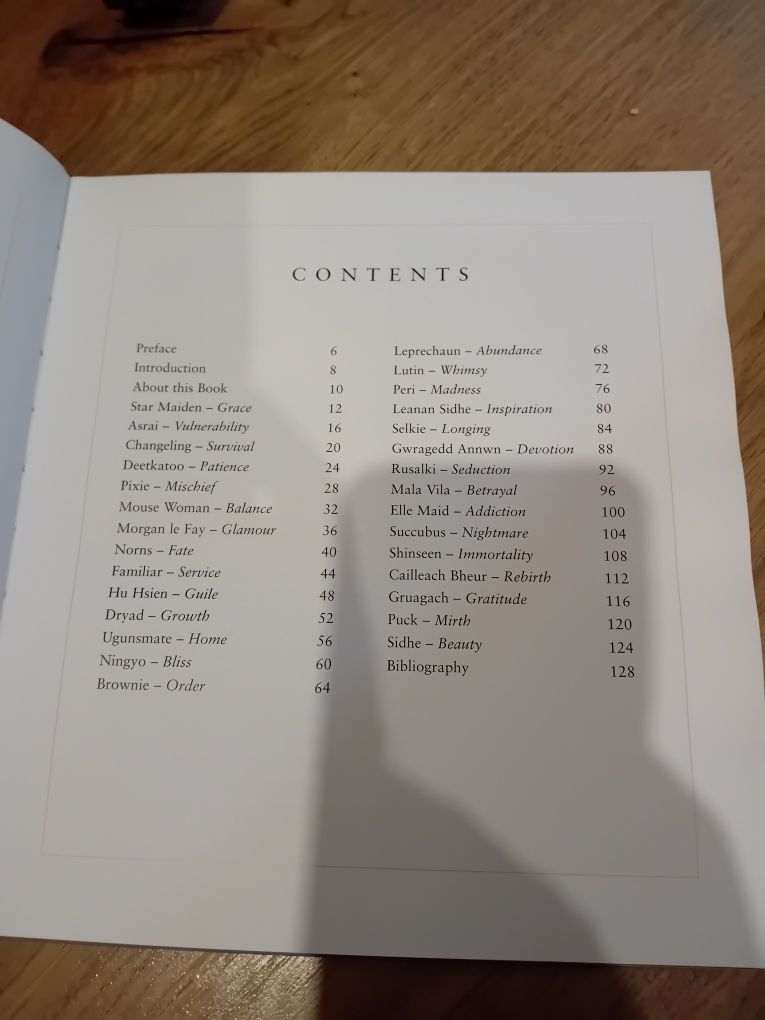 CONTENTS
Preface 6
Introduction 8
About this Book 10
Star Maiden – Grace 12
Asrai – Vulnerability 16
Changeling – Survival 20
Deetkatoo – Patience 24
Pixie – Mischief 28
Mouse Woman – Balance 32
Morgan le Fay – Glamour 36
Norns – Fate 40
Familiar – Service 44
Hu Hsien – Guile 48
Dryad – Growth 52
Ugunsmate – Home 56
Ningyo – Bliss 60
Brownie – Order 64
Leprechaun – Abundance 68
Lutin – Whimsy 72
Peri – Madness 76
Leanan Sidhe – Inspiration 80
Selkie – Longing 84
Gwragedd Annwn – Devotion 88
Rusalki – Seduction 92
Mala Vila – Betrayal 96
Elle Maid – Addiction 100
Succubus – Nightmare 104
Shinseen – Immortality 108
Cailleach Bheur – Rebirth 112
Gruagach – Gratitude 116
Puck – Mirth 120
Sidhe – Beauty 124
Bibliography 128